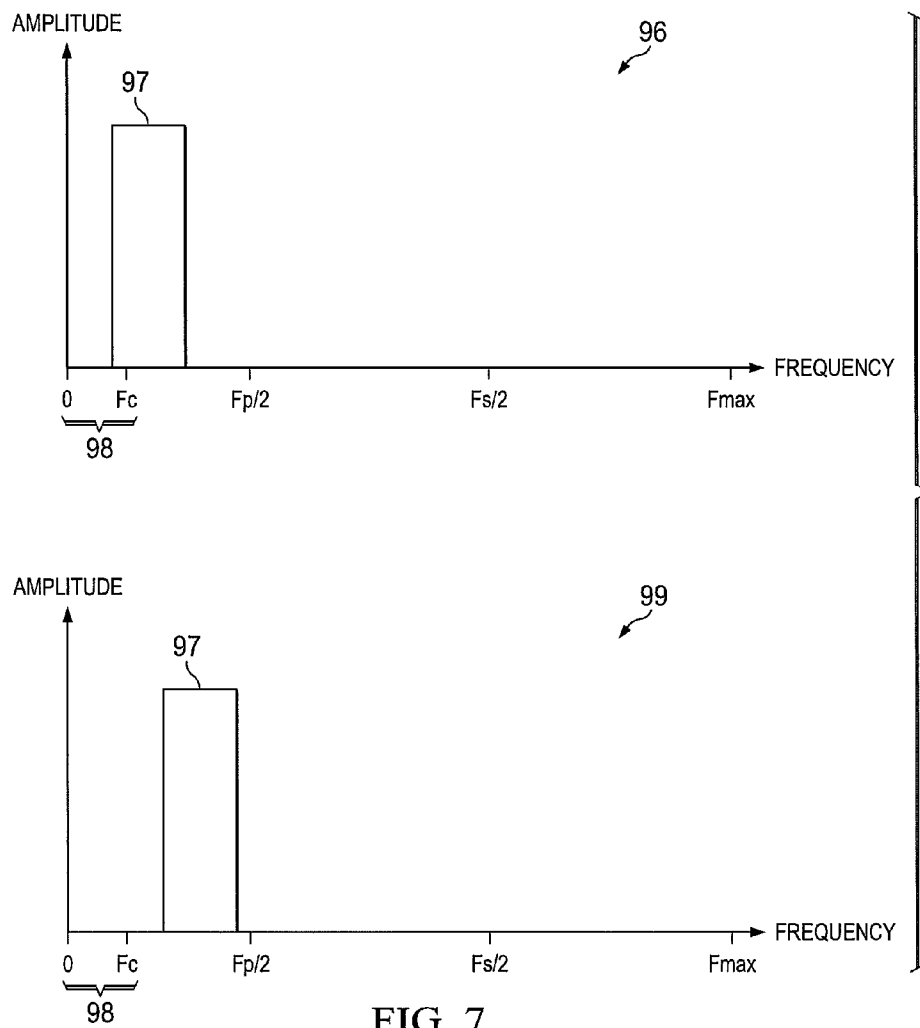 AMPLITUDE
96
97
FREQUENCY
0 Fc Fp/2 Fs/2 Fmax
98
AMPLITUDE
99
97
FREQUENCY
0 Fc Fp/2 Fs/2 Fmax
98
FIG. 7